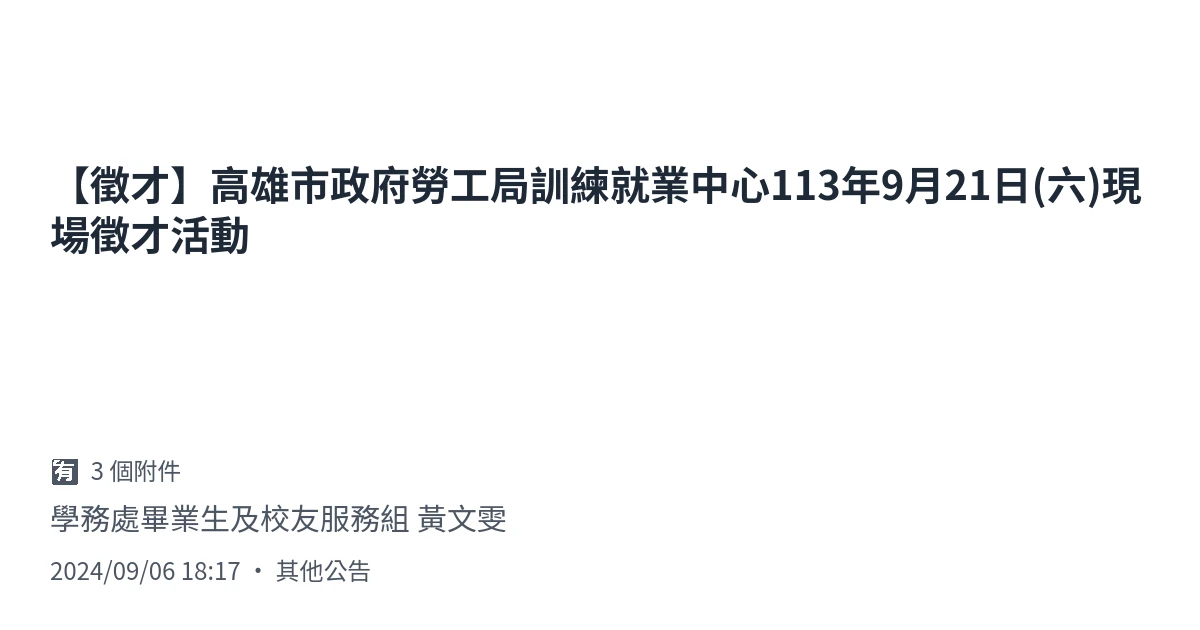 【徵才】高雄市政府勞工局訓練就業中心113年9月21日(六)現
場徵才活動
🈶 3 個附件
學務處畢業生及校友服務組 黃文雯
2024/09/06 18:17 • 其他公告